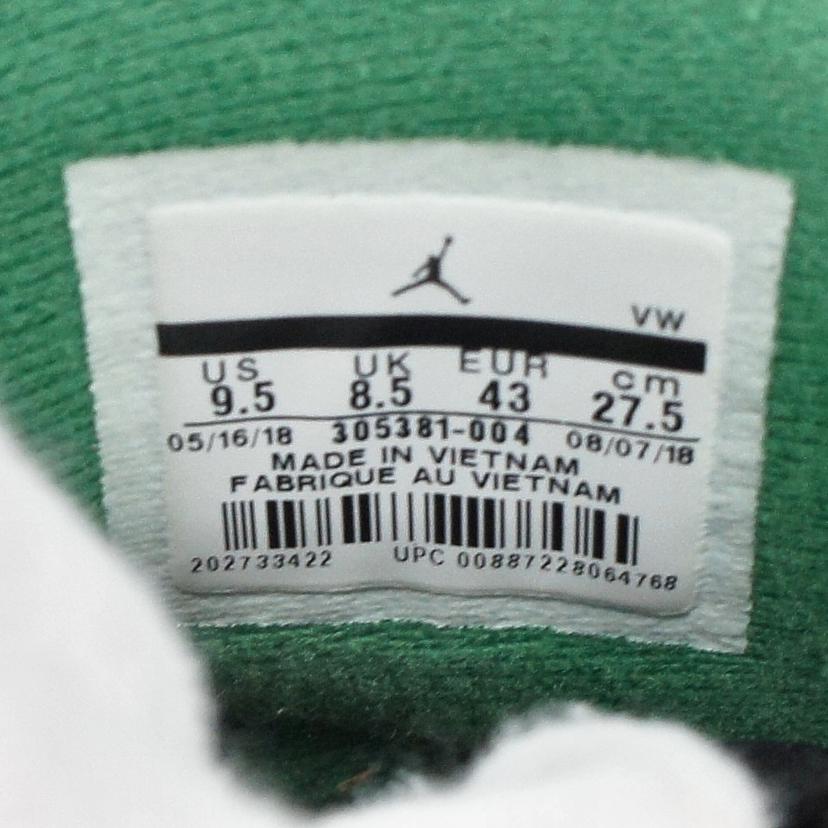 VW
US UK EUR cm
9.5 8.5 43 27.5
05/16/18 305381-004 08/07/18
MADE IN VIETNAM
FABRIQUE AU VIETNAM
202733422 UPC 00887228064768